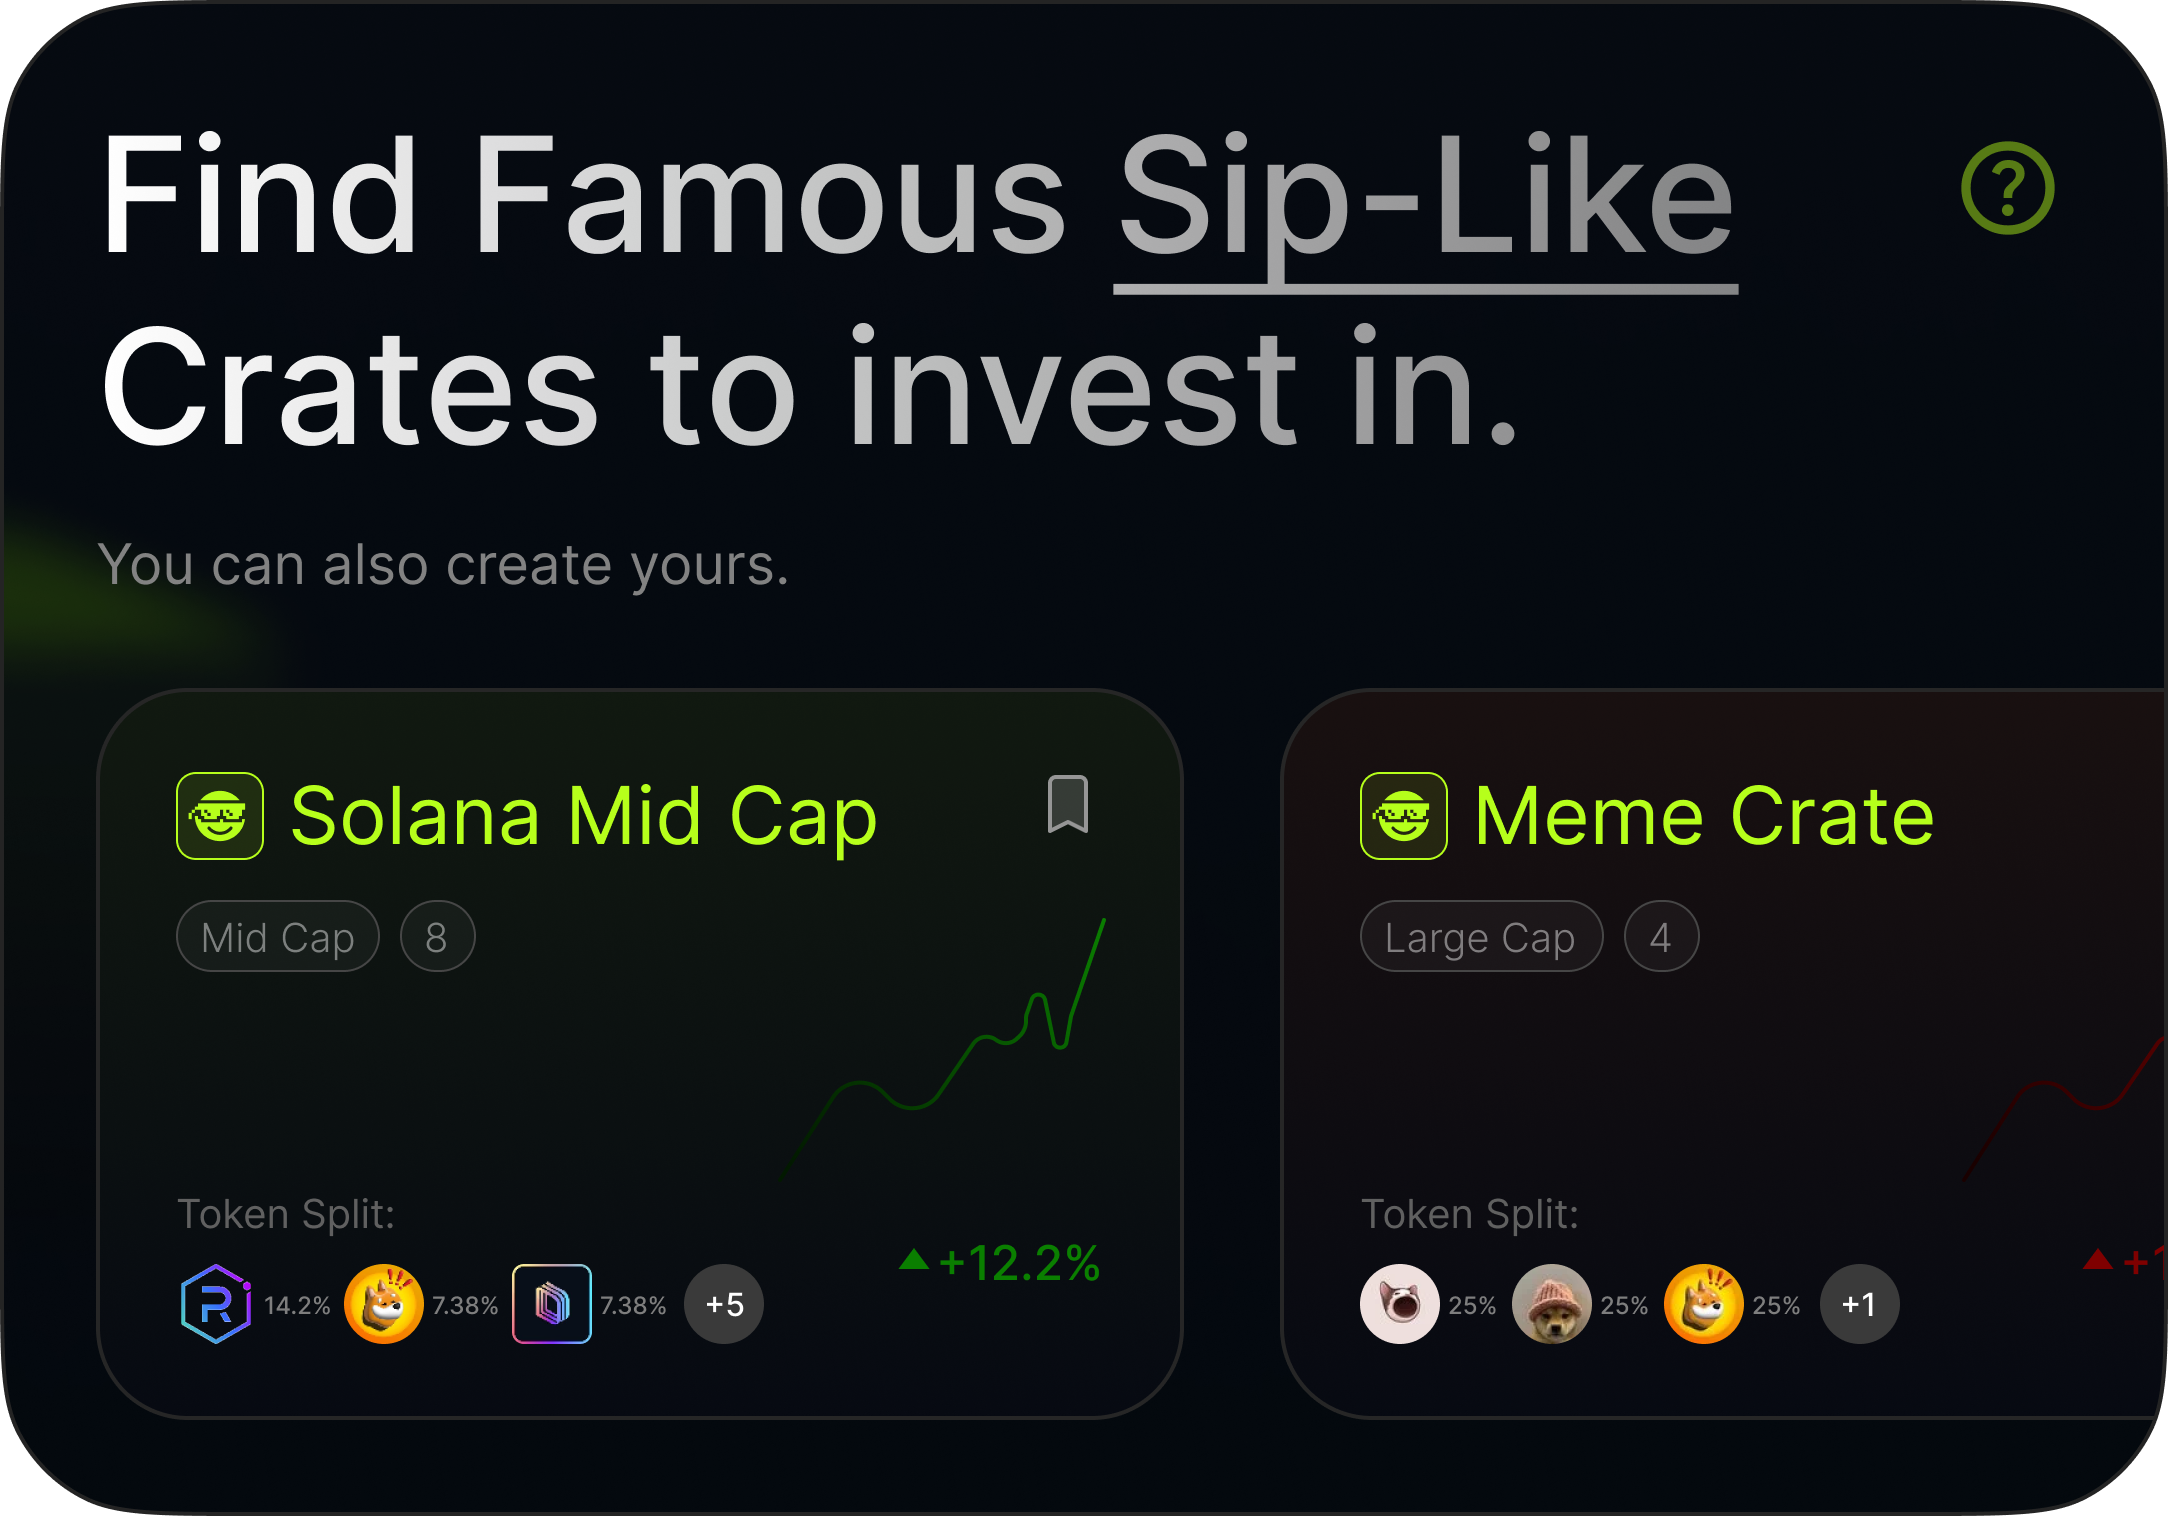 Find Famous Sip-Like
Crates to invest in.
You can also create yours.
Solana Mid Cap
Mid Cap 8
Token Split:
14.2% 7.38% 7.38% +5
+12.2%
Meme Crate
Large Cap 4
Token Split:
25% 25% 25% +1